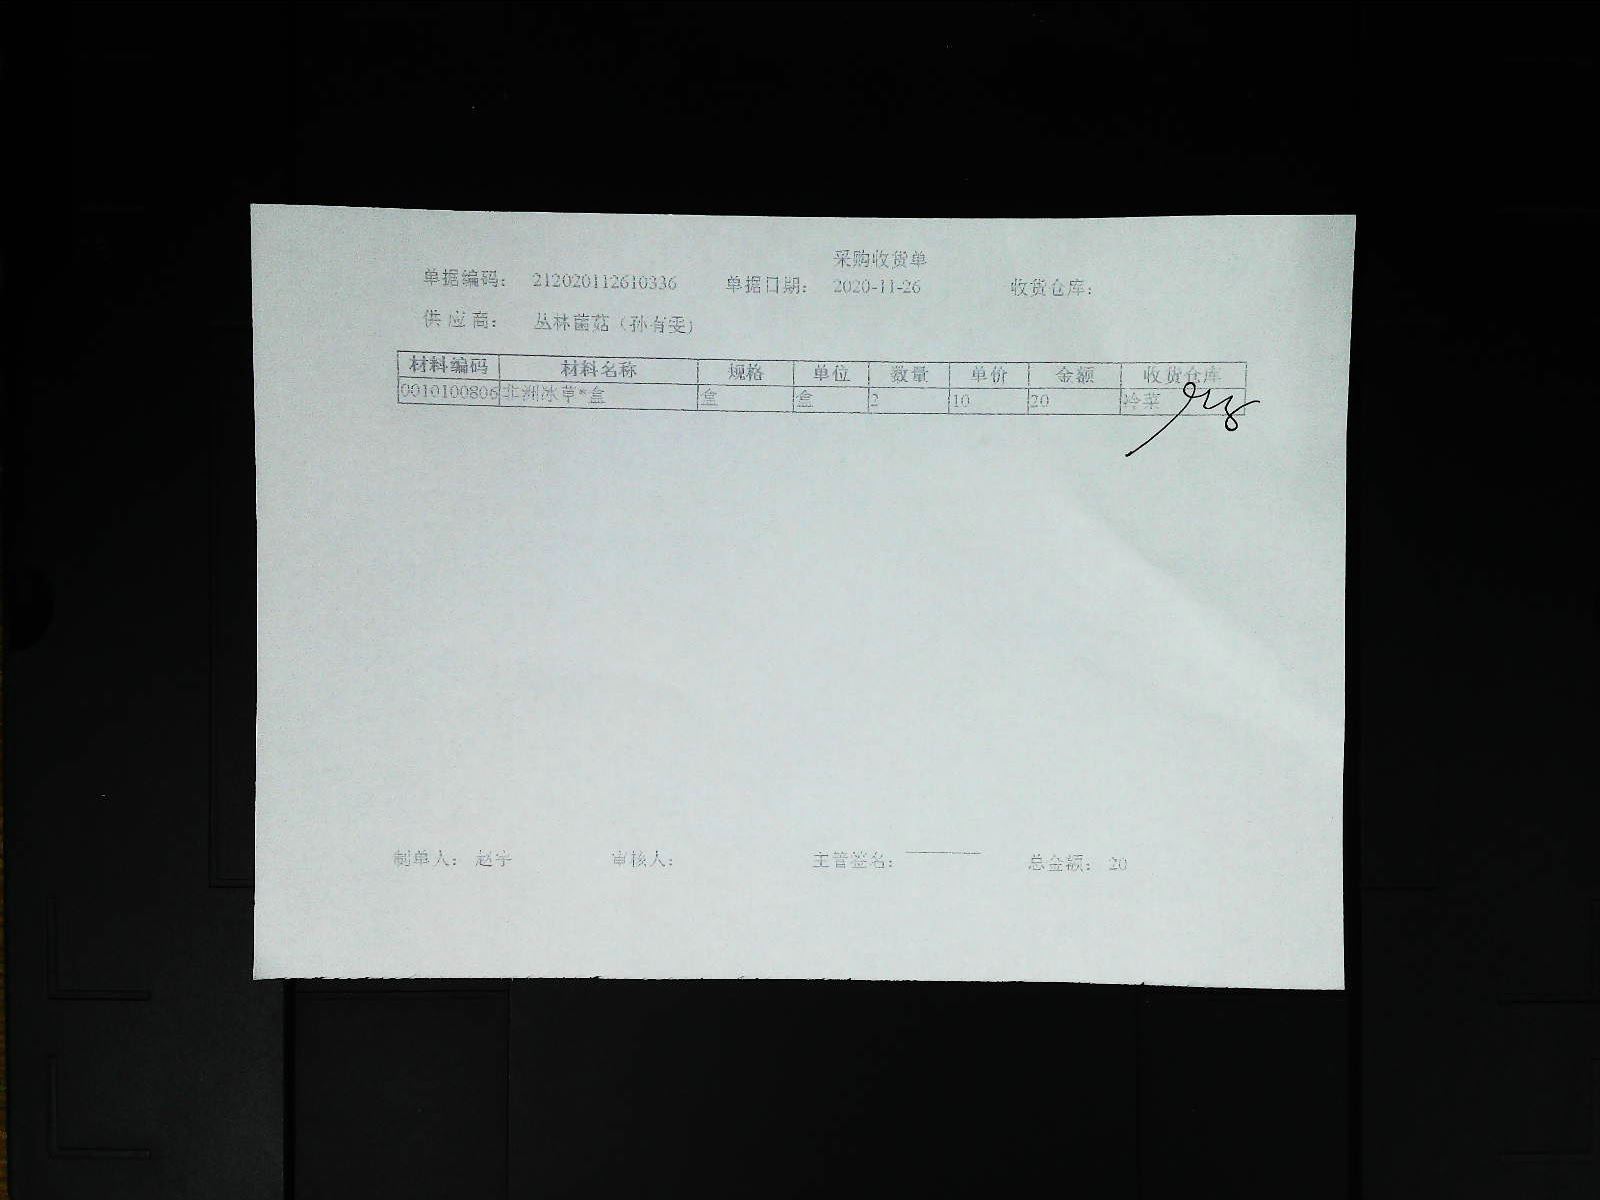 采购收货单
单据编码： 212020112610336 单据日期： 2020-11-26 收货仓库：
供 应 商： 丛林菌菇（孙有雯）
材料编码 材料名称 规格 单位 数量 单价 金额 收货仓库
0010100806 非洲冰草*盒 盒 盒 2 10 20 冷菜
制单人： 赵宇 审核人： 主管签名： 总金额： 20